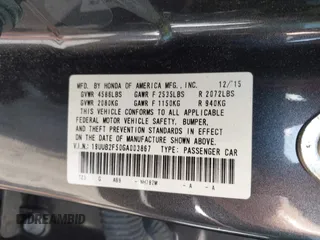 MFD. BY HONDA OF AMERICA MFG.,INC. 12/'15
GVWR 4586LBS GAWR F 2535LBS R 2072LBS
GVWR 2080KG GAWR F 1150KG R 940KG
THIS VEHICLE CONFORMS TO ALL APPLICABLE
FEDERAL MOTOR VEHICLE SAFETY, BUMPER,
AND THEFT PREVENTION STANDARDS IN EFFECT
ON THE DATE OF MANUFACTURE SHOWN ABOVE.
V.I.N.: 19UUB2F50GA003867 TYPE: PASSENGER CAR
- A - A
©DREAMBID